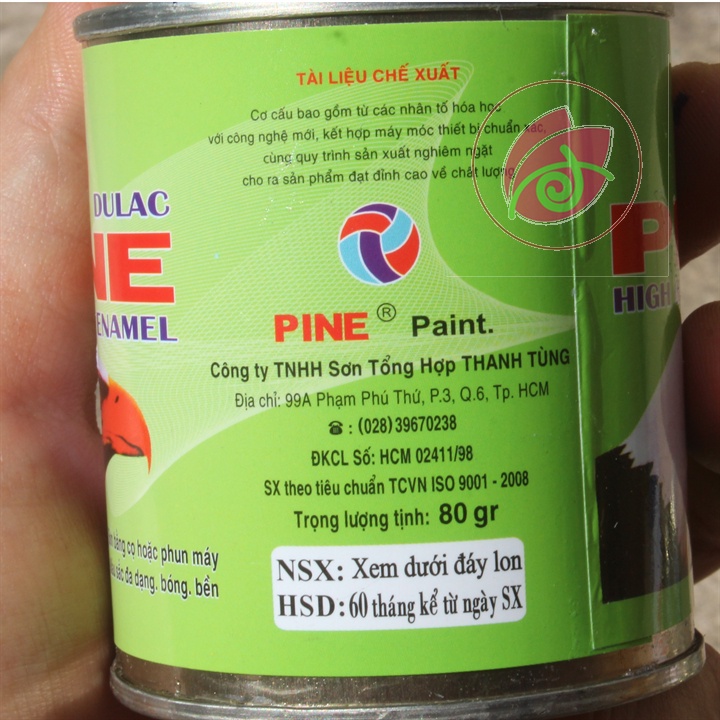 TÀI LIỆU CHẾ XUẤT
Cơ cấu bao gồm từ các nhân tố hóa học
với công nghệ mới, kết hợp máy móc thiết bị chuẩn xác,
cùng quy trình sản xuất nghiêm ngặt
cho ra sản phẩm đạt đỉnh cao về chất lượng
DULAC
NE
ENAMEL
PINE ® Paint.
Công ty TNHH Sơn Tổng Hợp THANH TÙNG
Địa chỉ: 99A Phạm Phú Thứ, P.3, Q.6, Tp. HCM
☎ : (028) 39670238
ĐKCL Số: HCM 02411/98
SX theo tiêu chuẩn TCVN ISO 9001 - 2008
Trọng lượng tịnh: 80 gr
NSX: Xem dưới đáy lon
HSD: 60 tháng kể từ ngày SX
bằng cọ hoặc phun máy
sắc đa dạng. bóng. bền
P
HIGH